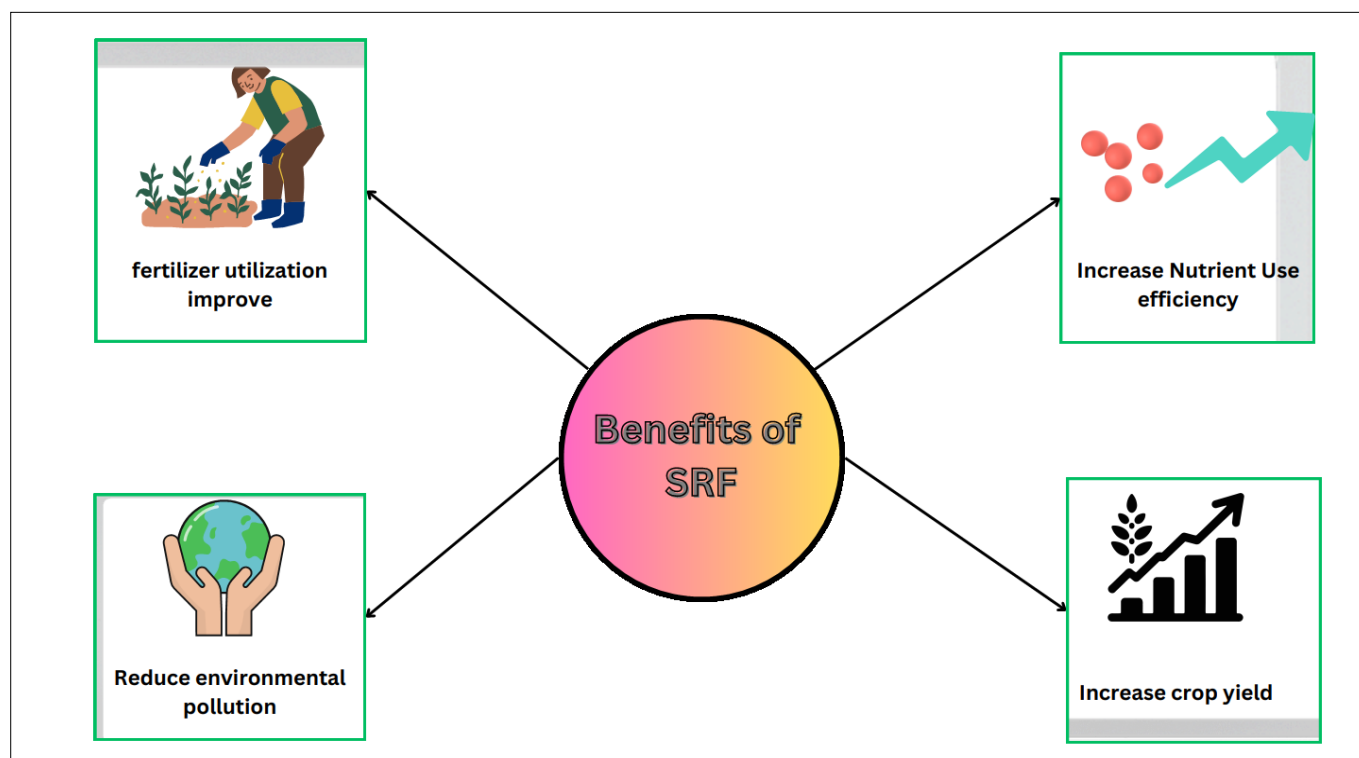 fertilizer utilization
improve
Increase Nutrient Use
efficiency
Benefits of
SRF
Reduce environmental
pollution
Increase crop yield